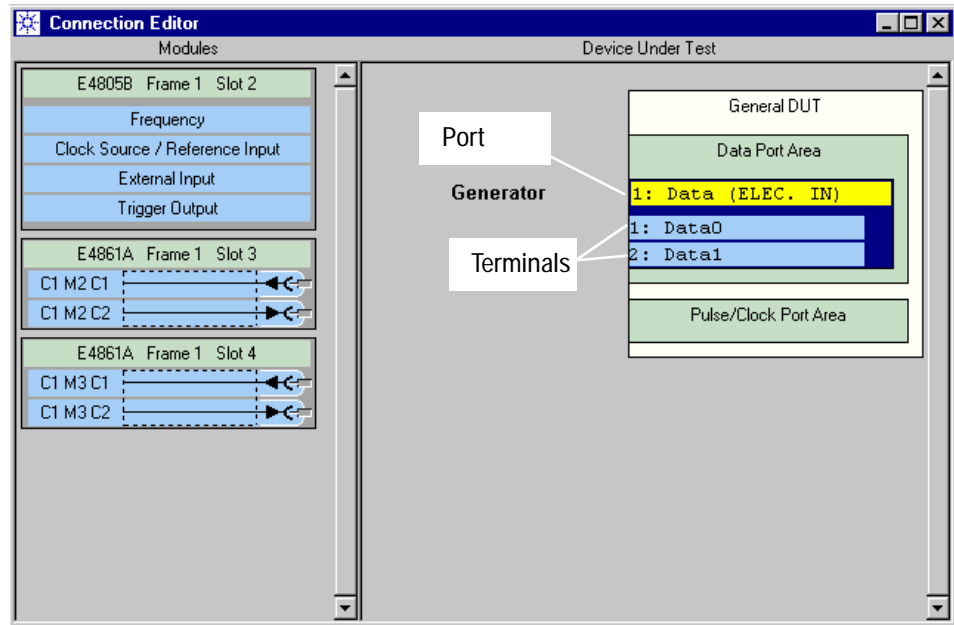 Connection Editor
Modules
Device Under Test
E4805B Frame 1 Slot 2
Frequency
Clock Source / Reference Input
External Input
Trigger Output
E4861A Frame 1 Slot 3
C1 M2 C1
C1 M2 C2
E4861A Frame 1 Slot 4
C1 M3 C1
C1 M3 C2
Port
Generator
Terminals
General DUT
Data Port Area
1: Data (ELEC. IN)
1: Data0
2: Data1
Pulse/Clock Port Area